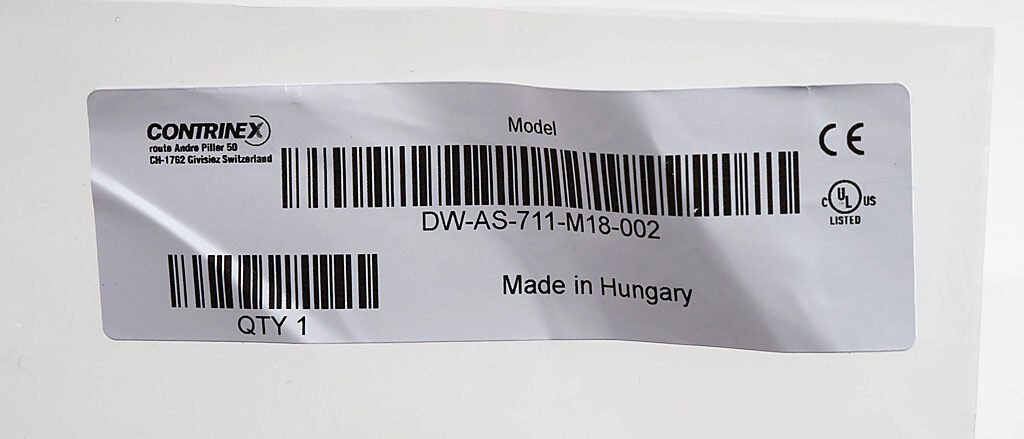 CONTRINEX
route Andre Piller 50
CH-1762 Givisiez Switzerland
Model
DW-AS-711-M18-002
CE
C UL US
LISTED
QTY 1
Made in Hungary